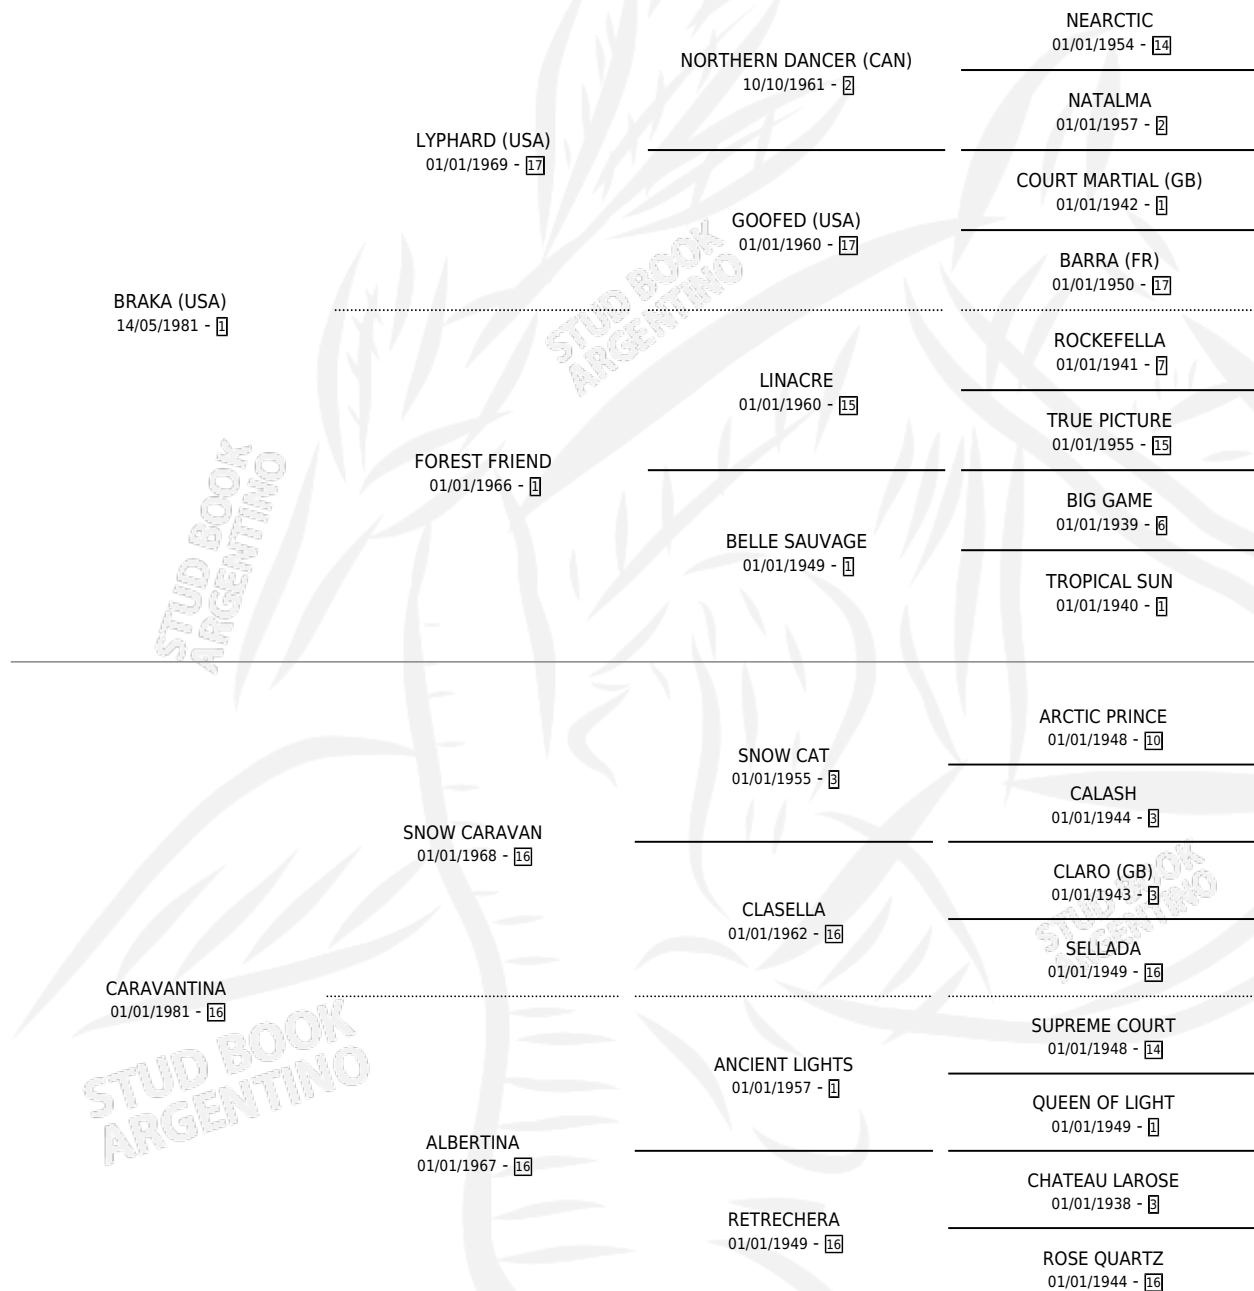 NEARCTIC
01/01/1954 - 14
NORTHERN DANCER (CAN)
10/10/1961 - 2
NATALMA
01/01/1957 - 2
LYPHARD (USA)
01/01/1969 - 17
COURT MARTIAL (GB)
01/01/1942 - 1
GOOFED (USA)
01/01/1960 - 17
BARRA (FR)
01/01/1950 - 17
BRAKA (USA)
14/05/1981 - 1
STUD BOOK
ARGENTINO
ROCKEFELLA
01/01/1941 - 7
LINACRE
01/01/1960 - 15
TRUE PICTURE
01/01/1955 - 15
FOREST FRIEND
01/01/1966 - 1
BIG GAME
01/01/1939 - 6
BELLE SAUVAGE
01/01/1949 - 1
TROPICAL SUN
01/01/1940 - 1
STUD BOOK
ARGENTINO
ARCTIC PRINCE
01/01/1948 - 10
SNOW CAT
01/01/1955 - 3
CALASH
01/01/1944 - 3
SNOW CARAVAN
01/01/1968 - 16
CLARO (GB)
01/01/1943 - 3
CLASELLA
01/01/1962 - 16
STUD BOOK
ARGENTINO
SELLADA
01/01/1949 - 16
CARAVANTINA
01/01/1981 - 16
SUPREME COURT
01/01/1948 - 14
ANCIENT LIGHTS
01/01/1957 - 1
STUD BOOK
ARGENTINO
QUEEN OF LIGHT
01/01/1949 - 1
ALBERTINA
01/01/1967 - 16
CHATEAU LAROSE
01/01/1938 - 3
RETRECHERA
01/01/1949 - 16
ROSE QUARTZ
01/01/1944 - 16